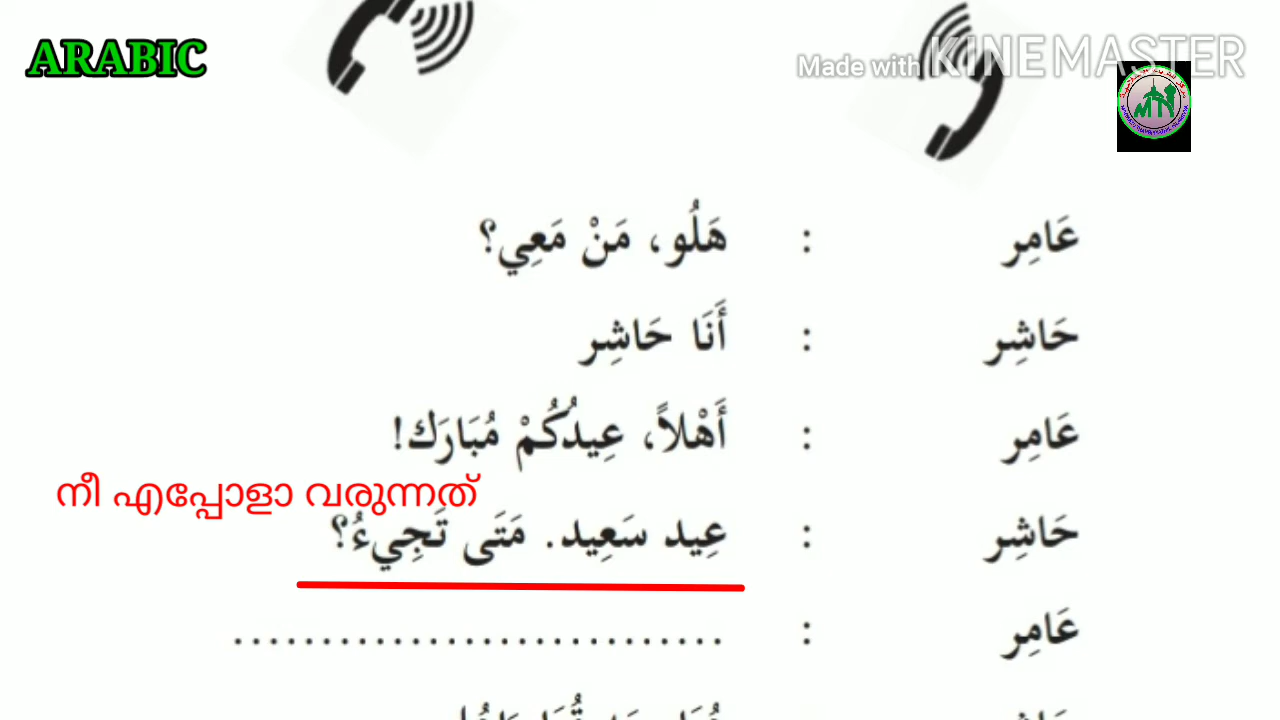 ARABIC
Made with KINEMASTER
عَامِر : هَلُو، مَنْ مَعِي؟
حَاشِر : أَنَا حَاشِر
عَامِر : أَهْلاً، عِيدُكُمْ مُبَارَك!
നീ എപ്പോളാ വരുന്നത്
حَاشِر : عِيد سَعِيد. مَتَى تَجِيءُ؟
عَامِر : ............................